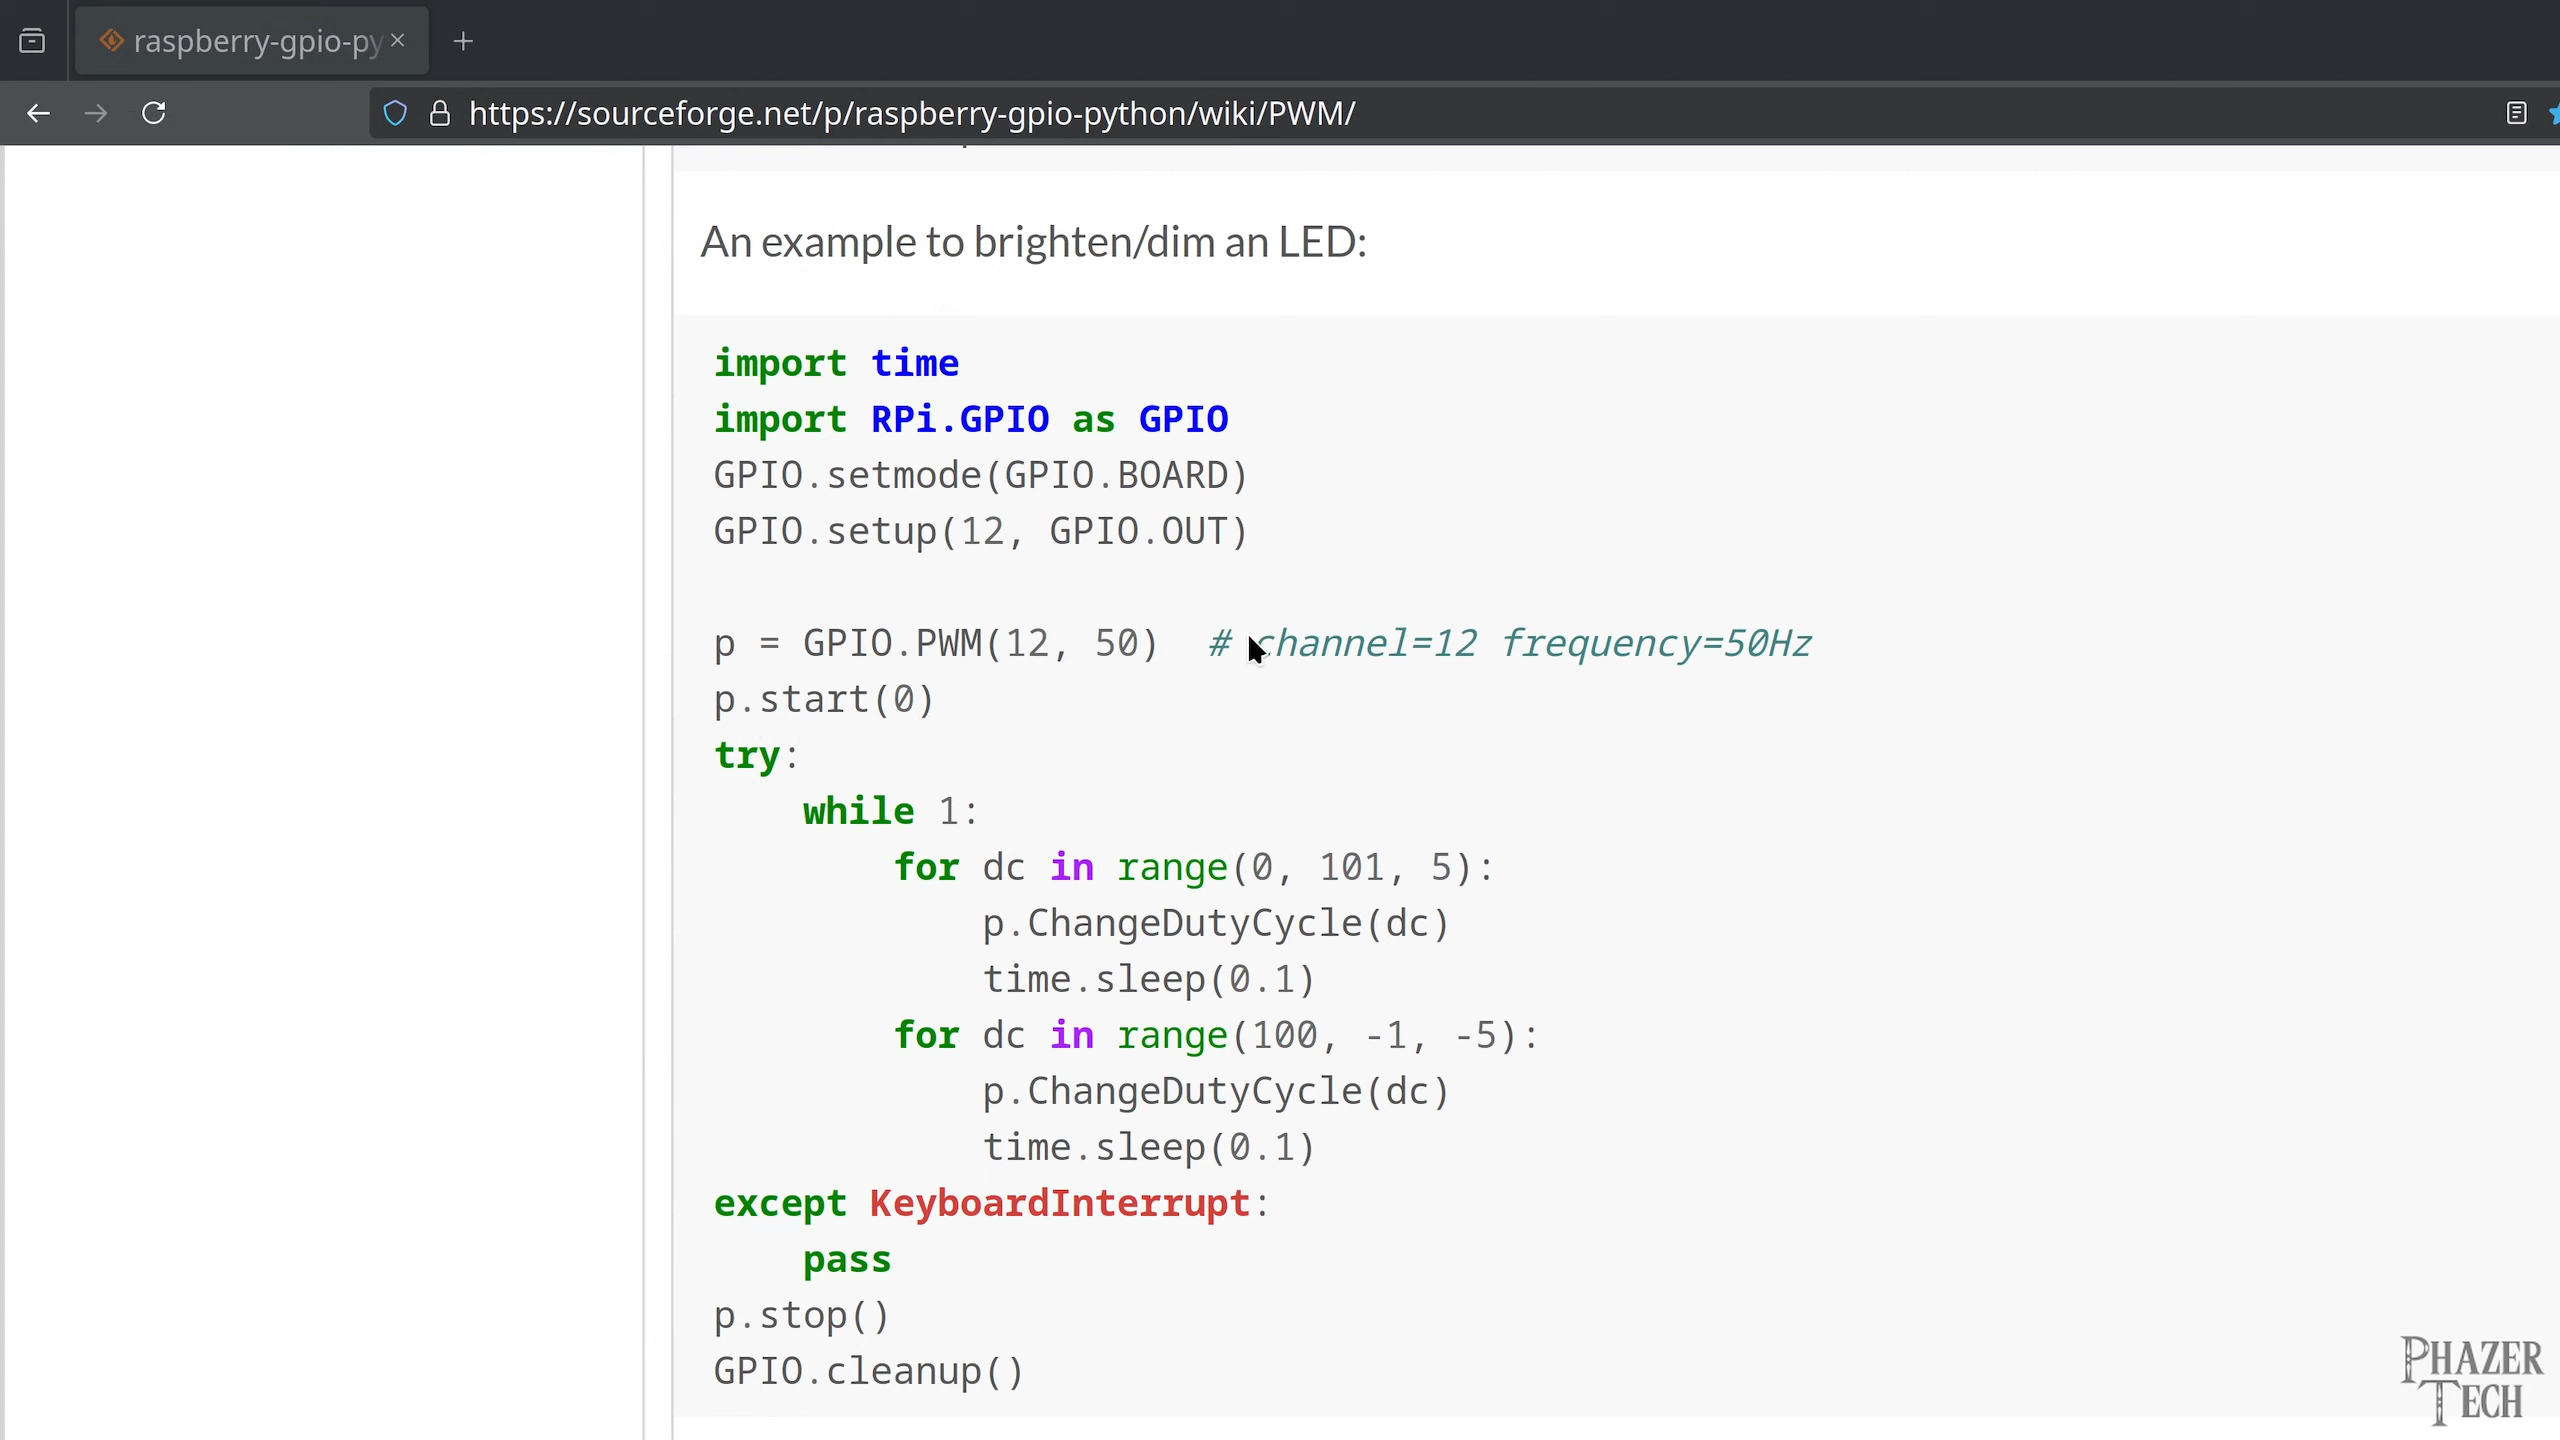 raspberry-gpio-py
https://sourceforge.net/p/raspberry-gpio-python/wiki/PWM/
An example to brighten/dim an LED:
import time
import RPi.GPIO as GPIO
GPIO.setmode(GPIO.BOARD)
GPIO.setup(12, GPIO.OUT)
p = GPIO.PWM(12, 50)  # channel=12 frequency=50Hz
p.start(0)
try:
    while 1:
        for dc in range(0, 101, 5):
            p.ChangeDutyCycle(dc)
            time.sleep(0.1)
        for dc in range(100, -1, -5):
            p.ChangeDutyCycle(dc)
            time.sleep(0.1)
except KeyboardInterrupt:
    pass
p.stop()
GPIO.cleanup()
PHAZER
TECH